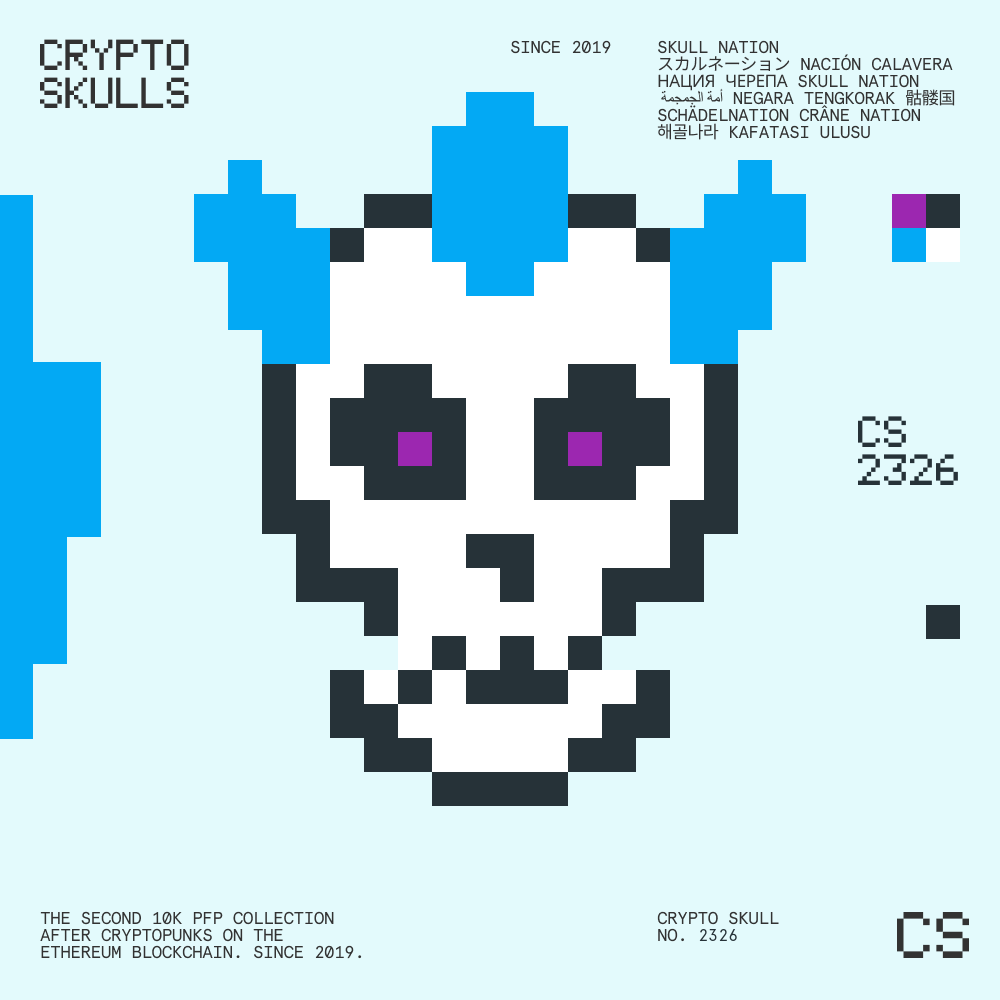 CRYPTO
SKULLS
SINCE 2019
SKULL NATION
スカルネーション NACIÓN CALAVERA
НАЦИЯ ЧЕРЕПА SKULL NATION
أمة الجمجمة NEGARA TENGKORAK 骷髅国
SCHÄDELNATION CRÂNE NATION
해골나라 KAFATASI ULUSU
CS
2326
THE SECOND 10K PFP COLLECTION
AFTER CRYPTOPUNKS ON THE
ETHEREUM BLOCKCHAIN. SINCE 2019.
CRYPTO SKULL
NO. 2326
CS